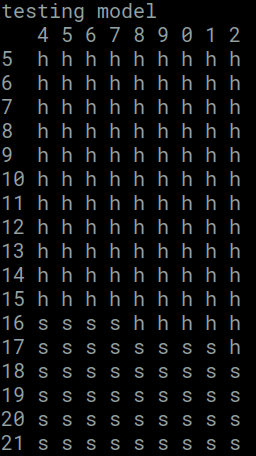 testing model
4 5 6 7 8 9 0 1 2
5 h h h h h h h h h
6 h h h h h h h h h
7 h h h h h h h h h
8 h h h h h h h h h
9 h h h h h h h h h
10 h h h h h h h h h
11 h h h h h h h h h
12 h h h h h h h h h
13 h h h h h h h h h
14 h h h h h h h h h
15 h h h h h h h h h
16 s s s s h h h h h
17 s s s s s s s s h
18 s s s s s s s s s
19 s s s s s s s s s
20 s s s s s s s s s
21 s s s s s s s s s